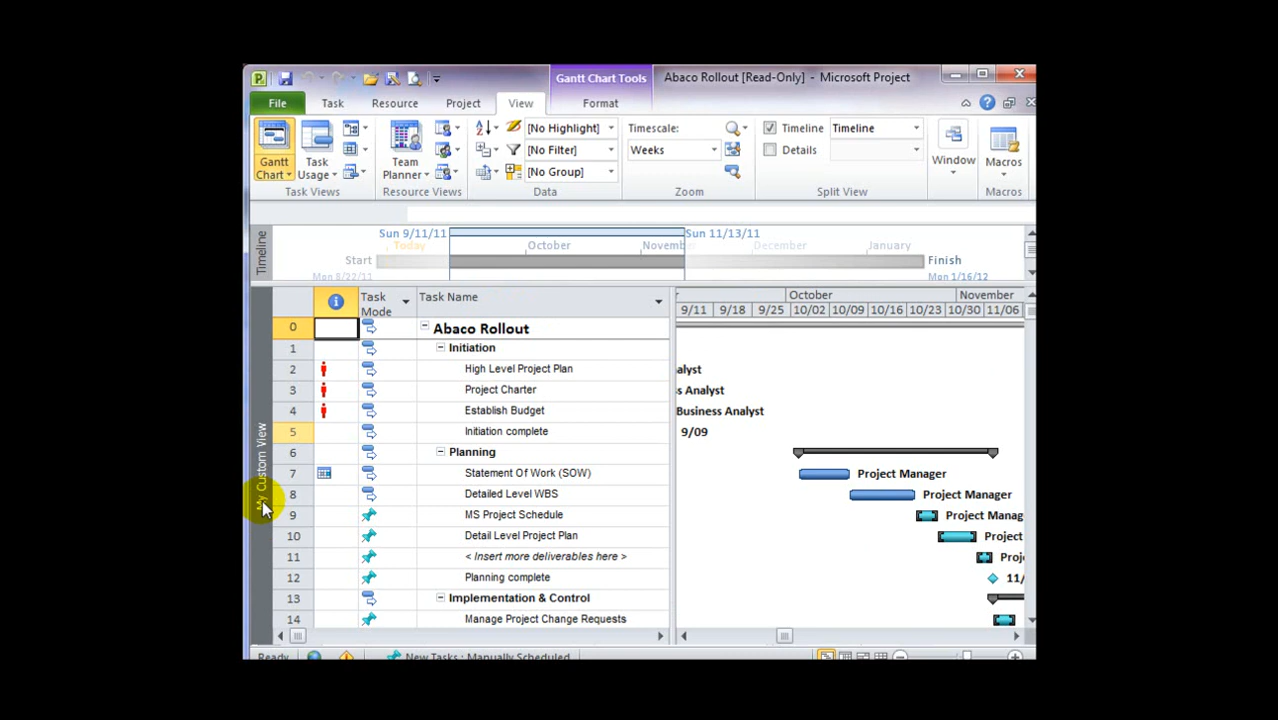 Gantt Chart Tools
Abaco Rollout [Read-Only] - Microsoft Project
File Task Resource Project View Format
Gantt Chart
Task Usage
Task Views
Team Planner
Resource Views
[No Highlight]
[No Filter]
[No Group]
Data
Timescale:
Weeks
Zoom
Timeline Timeline
Details
Split View
Window
Macros
Macros
Timeline
Sun 9/11/11 Sun 11/13/11
Today October November December January
Start Finish
Mon 8/22/11 Mon 1/16/12
My Custom View
Task Mode Task Name
October November
9/11 9/18 9/25 10/02 10/09 10/16 10/23 10/30 11/06
0 Abaco Rollout
1 Initiation
2 High Level Project Plan alyst
3 Project Charter s Analyst
4 Establish Budget Business Analyst
5 Initiation complete 9/09
6 Planning
7 Statement Of Work (SOW) Project Manager
8 Detailed Level WBS Project Manager
9 MS Project Schedule Project Manag
10 Detail Level Project Plan Project
11 < Insert more deliverables here > Proj
12 Planning complete 11/
13 Implementation & Control
14 Manage Project Change Requests
Ready New Tasks : Manually Scheduled